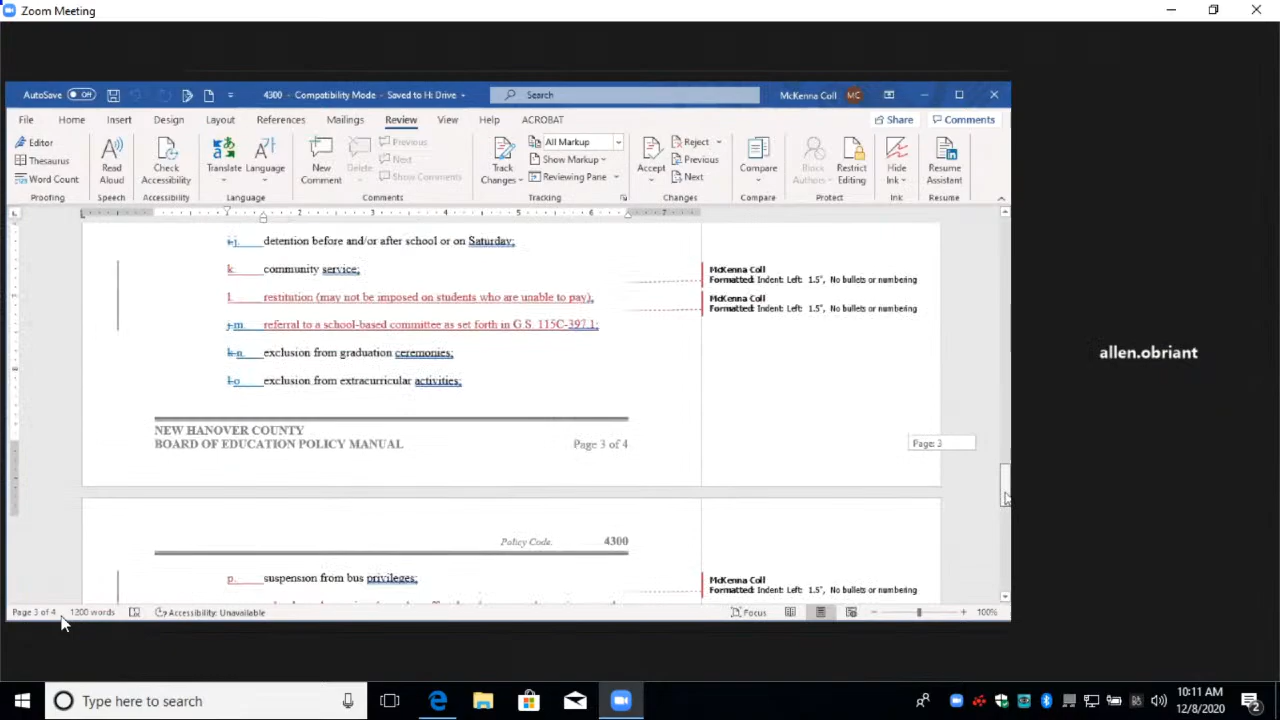 Zoom Meeting
AutoSave Off 4300 - Compatibility Mode - Saved to H: Drive Search McKenna Coll MC
File Home Insert Design Layout References Mailings Review View Help ACROBAT Share Comments
Editor
Thesaurus
Word Count
Proofing
Read Aloud
Speech
Check Accessibility
Accessibility
Translate Language
Language
New Comment
Delete
Previous
Next
Show Comments
Comments
Track Changes
All Markup
Show Markup
Reviewing Pane
Tracking
Accept
Reject
Previous
Next
Changes
Compare
Compare
Block Authors
Restrict Editing
Protect
Hide Ink
Ink
Resume Assistant
Resume
2 3 4 5 6 7
i.j. detention before and/or after school or on Saturday;
k. community service;
l. restitution (may not be imposed on students who are unable to pay);
j.m. referral to a school-based committee as set forth in G.S. 115C-397.1;
k.n. exclusion from graduation ceremonies;
l.o. exclusion from extracurricular activities;
McKenna Coll
Formatted: Indent: Left: 1.5", No bullets or numbering
McKenna Coll
Formatted: Indent: Left: 1.5", No bullets or numbering
allen.obriant
NEW HANOVER COUNTY
BOARD OF EDUCATION POLICY MANUAL Page 3 of 4
Page: 3
Policy Code: 4300
p. suspension from bus privileges;
McKenna Coll
Formatted: Indent: Left: 1.5", No bullets or numbering
Page 3 of 4 1200 words Accessibility: Unavailable Focus 100%
Type here to search
10:11 AM
12/8/2020
2